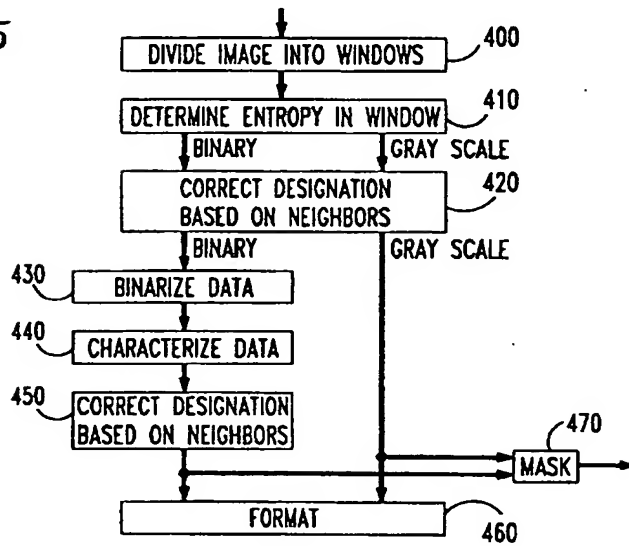 5
400
DIVIDE IMAGE INTO WINDOWS
410
DETERMINE ENTROPY IN WINDOW
BINARY
GRAY SCALE
420
CORRECT DESIGNATION
BASED ON NEIGHBORS
BINARY
GRAY SCALE
430
BINARIZE DATA
440
CHARACTERIZE DATA
450
CORRECT DESIGNATION
BASED ON NEIGHBORS
470
MASK
FORMAT
460